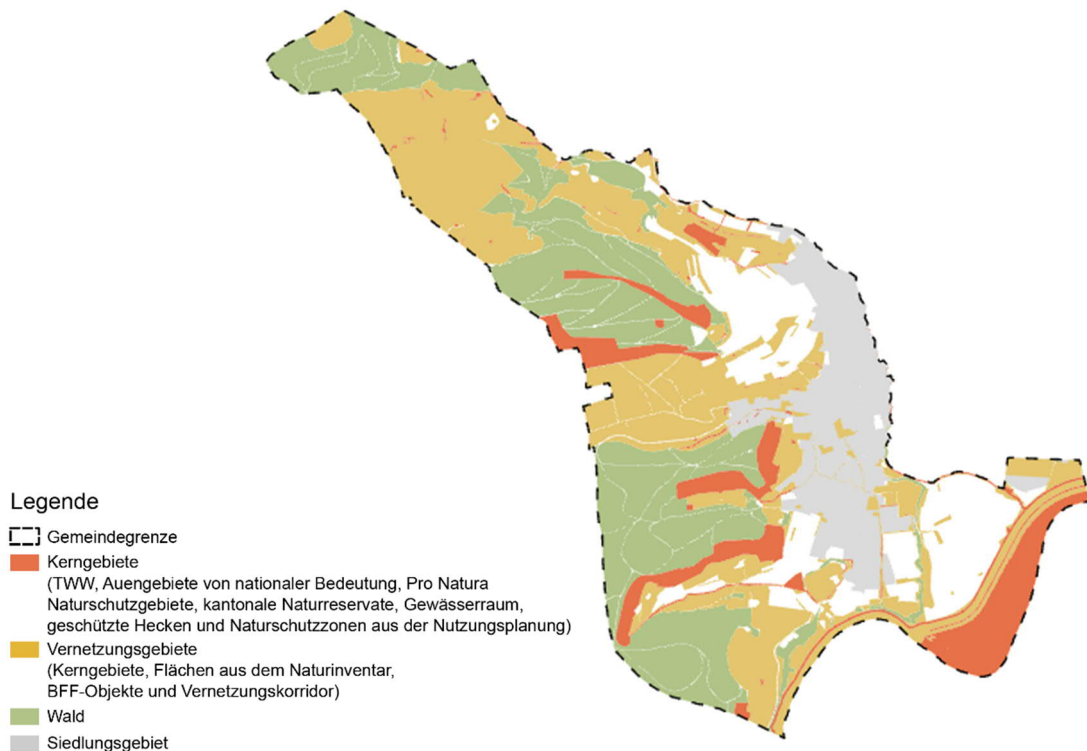 Legende
Gemeindegrenze
Kerngebiete
(TWW, Auengebiete von nationaler Bedeutung, Pro Natura
Naturschutzgebiete, kantonale Naturreservate, Gewässerraum,
geschützte Hecken und Naturschutzzonen aus der Nutzungsplanung)
Vernetzungsgebiete
(Kerngebiete, Flächen aus dem Naturinventar,
BFF-Objekte und Vernetzungskorridor)
Wald
Siedlungsgebiet